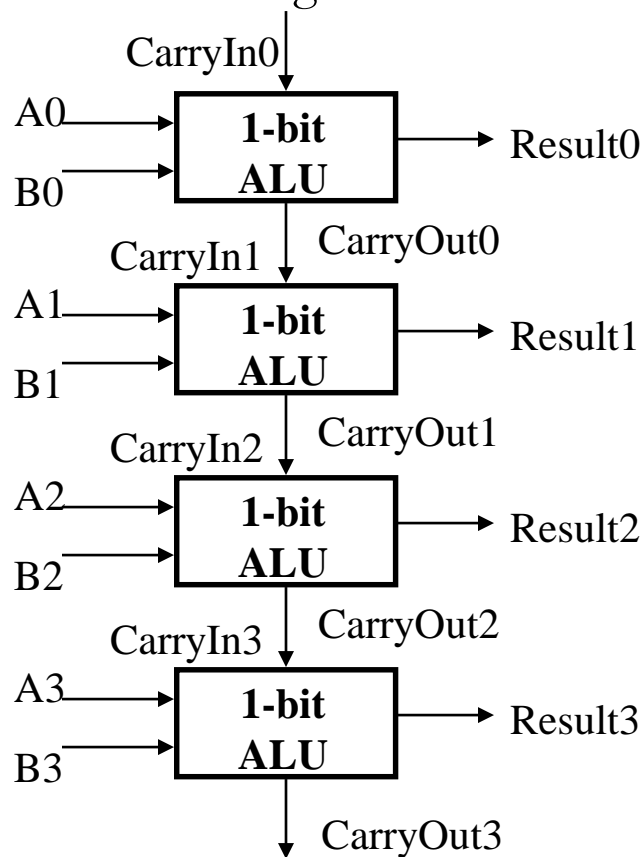 CarryIn0
A0
1-bit
ALU
Result0
B0
CarryOut0
CarryIn1
A1
1-bit
ALU
Result1
B1
CarryOut1
CarryIn2
A2
1-bit
ALU
Result2
B2
CarryOut2
CarryIn3
A3
1-bit
ALU
Result3
B3
CarryOut3